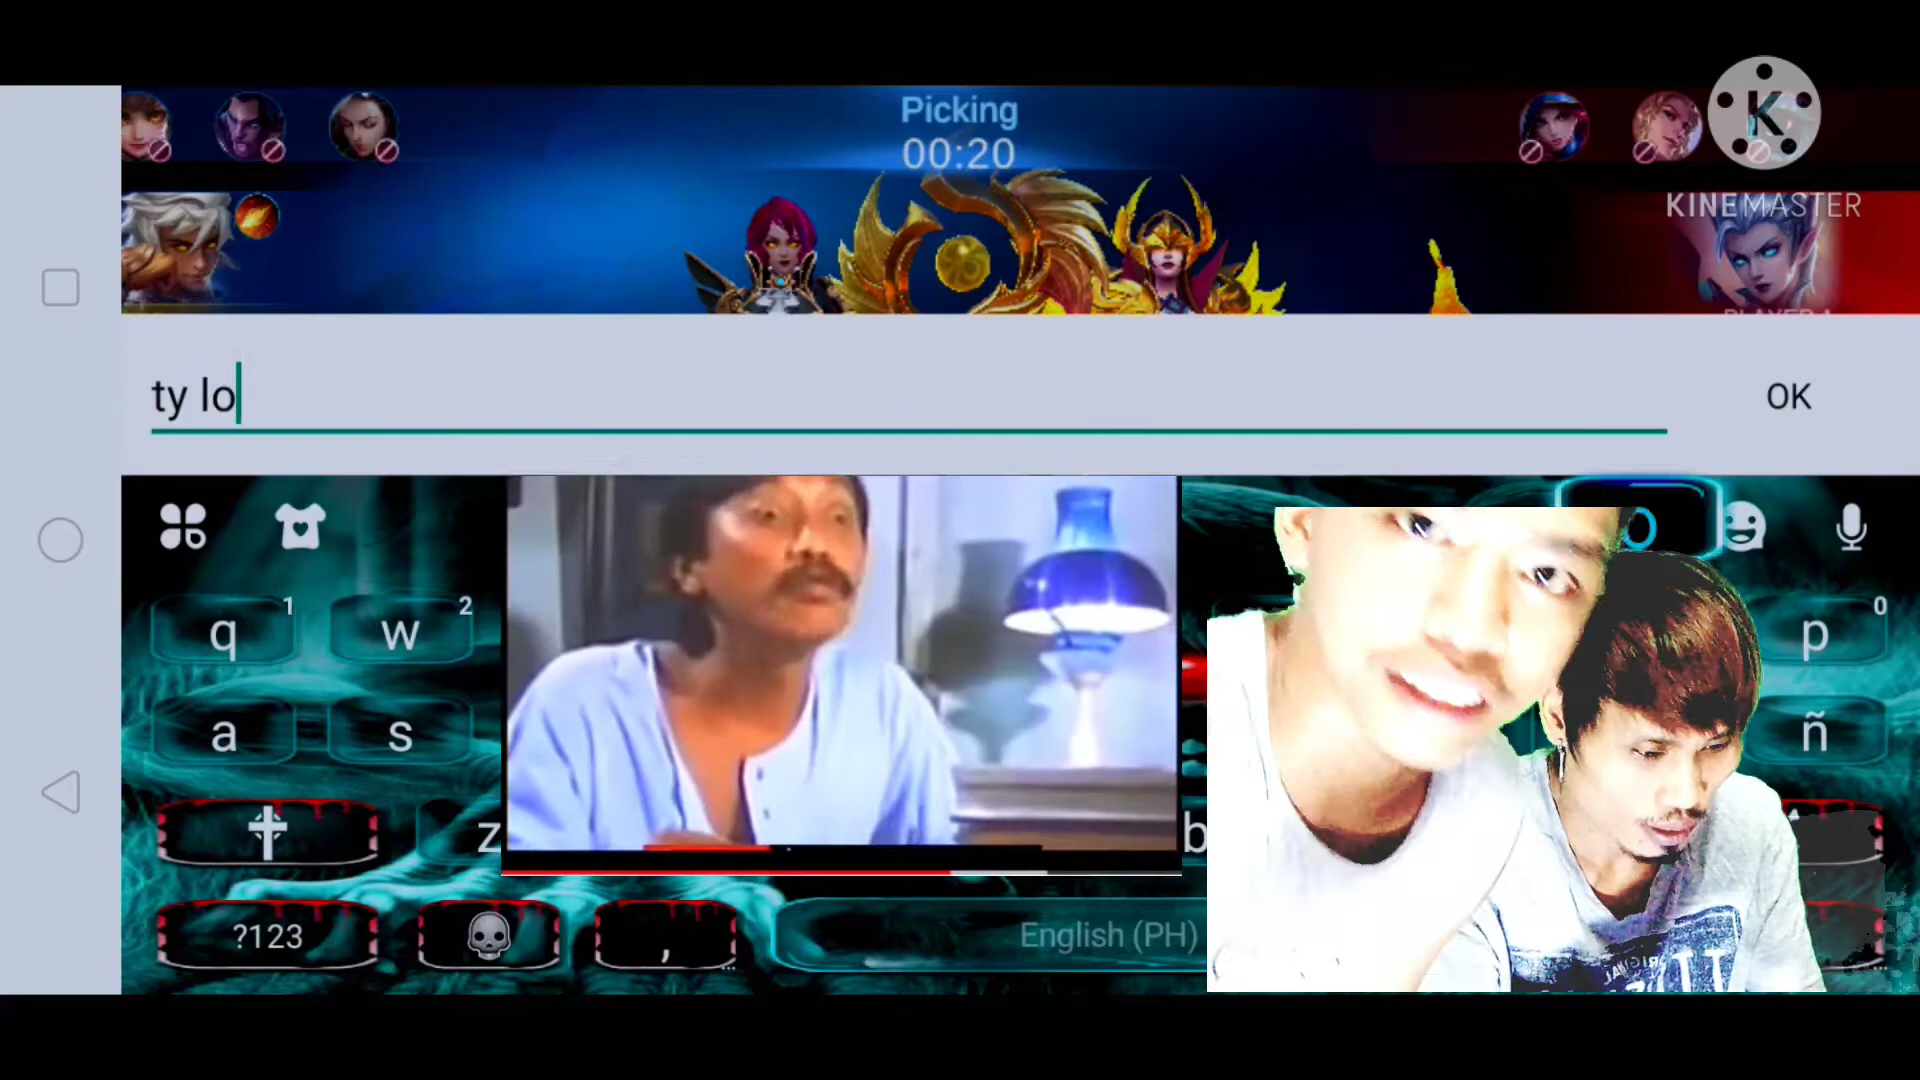 Picking
00:20
K
KINEMASTER
ty lo
OK
o
q 1
w 2
p 0
a
s
ñ
z
b
?123
,
English (PH)